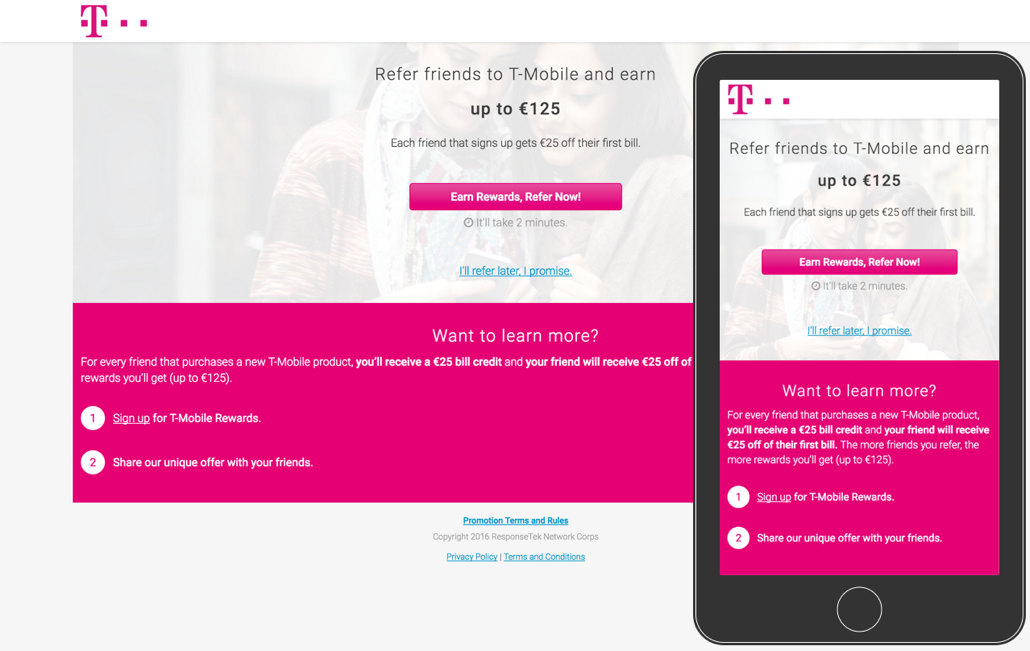 Refer friends to T-Mobile and earn
up to €125
Each friend that signs up gets €25 off their first bill.
Earn Rewards, Refer Now!
It'll take 2 minutes.
I'll refer later, I promise.
Want to learn more?
For every friend that purchases a new T-Mobile product, you'll receive a €25 bill credit and your friend will receive €25 off of
rewards you'll get (up to €125).
1 Sign up for T-Mobile Rewards.
2 Share our unique offer with your friends.
Promotion Terms and Rules
Copyright 2016 ResponseTek Network Corps
Privacy Policy | Terms and Conditions
T
Refer friends to T-Mobile and earn
up to €125
Each friend that signs up gets €25 off their first bill.
Earn Rewards, Refer Now!
It'll take 2 minutes.
I'll refer later, I promise.
Want to learn more?
For every friend that purchases a new T-Mobile product,
you'll receive a €25 bill credit and your friend will receive
€25 off of their first bill. The more friends you refer, the
more rewards you'll get (up to €125).
1 Sign up for T-Mobile Rewards.
2 Share our unique offer with your friends.